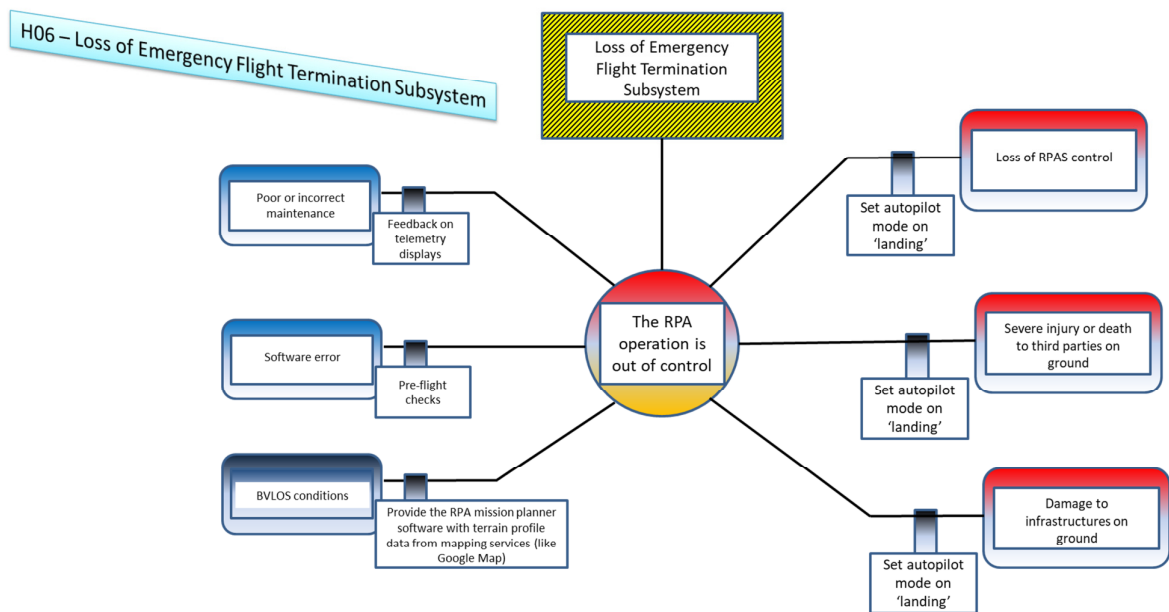 H06 – Loss of Emergency Flight Termination Subsystem
Loss of Emergency
Flight Termination
Subsystem
Poor or incorrect
maintenance
Feedback on
telemetry
displays
Software error
Pre-flight
checks
BVLOS conditions
Provide the RPA mission planner
software with terrain profile
data from mapping services (like
Google Map)
The RPA
operation is
out of control
Loss of RPAS control
Set autopilot
mode on
‘landing’
Severe injury or death
to third parties on
ground
Set autopilot
mode on
‘landing’
Damage to
infrastructures on
ground
Set autopilot
mode on
‘landing’